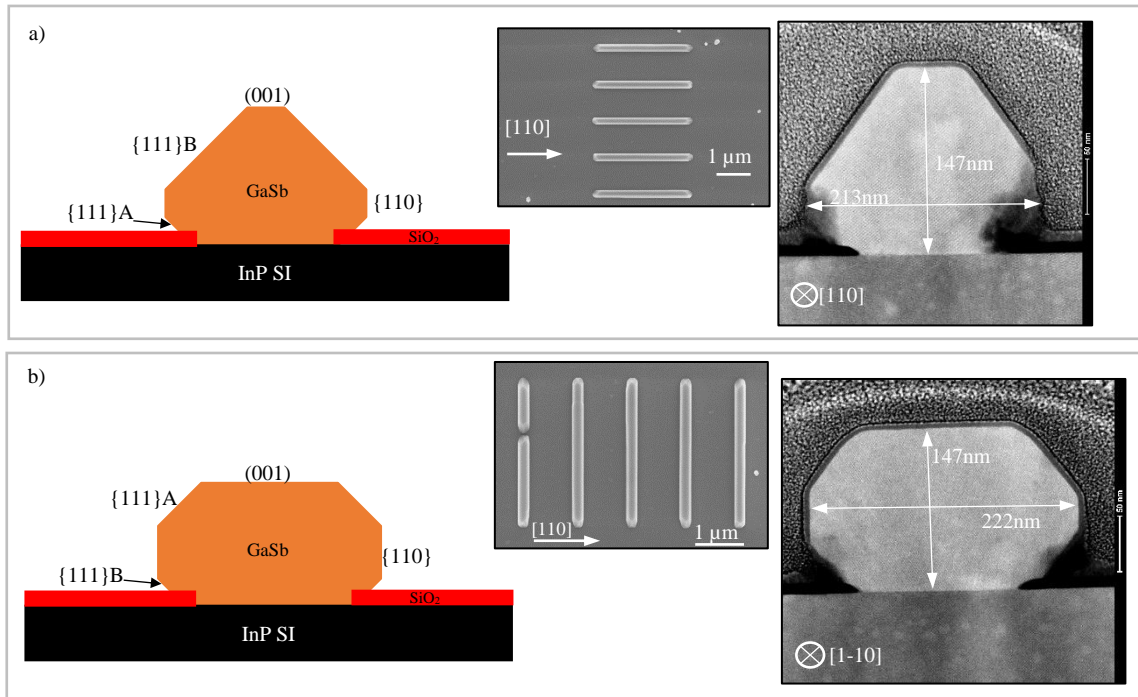 a)
(001)
{111}B
GaSb
{111}A
{110}
SiO₂
InP SI
[110]
1 µm
147nm
213nm
50 nm
[110]
b)
(001)
{111}A
GaSb
{110}
{111}B
SiO₂
InP SI
[110]
1 µm
147nm
222nm
50 nm
[1-10]